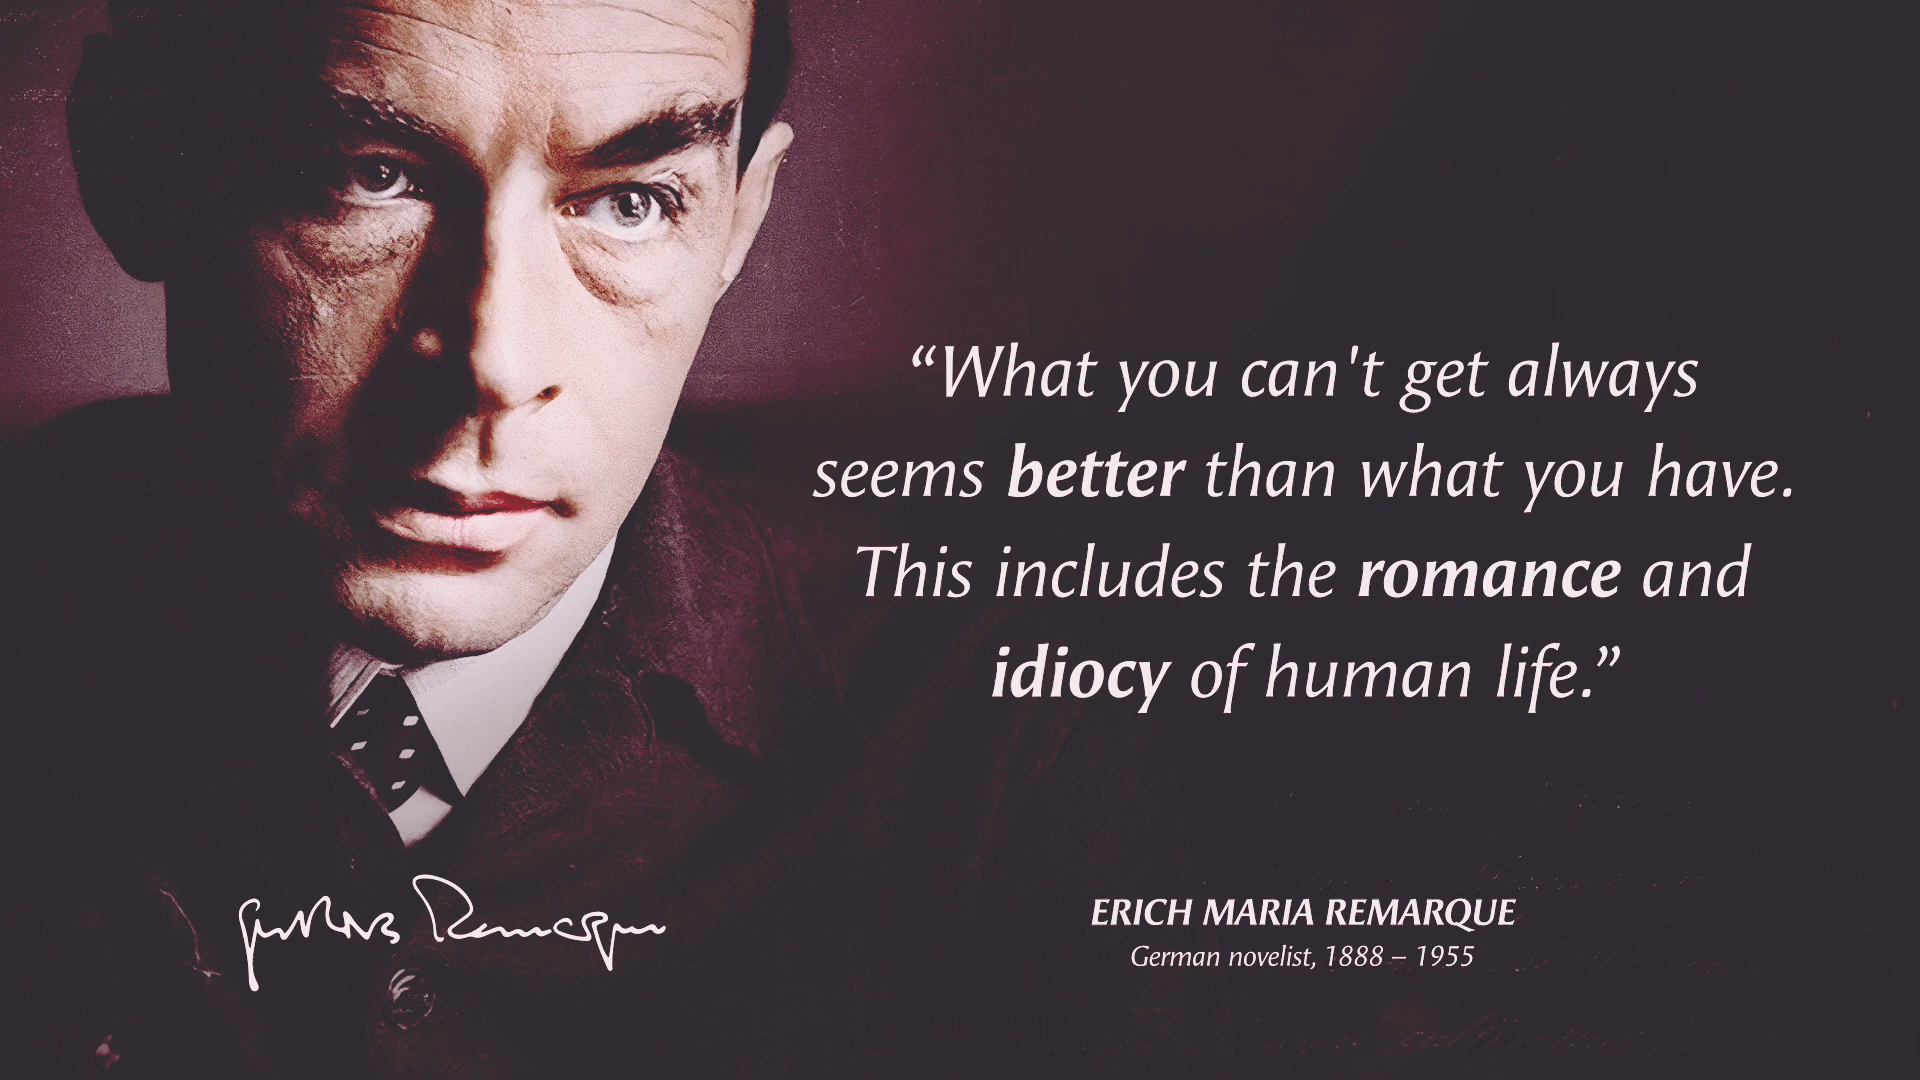 “What you can't get always
seems better than what you have.
This includes the romance and
idiocy of human life.”
Remarque
ERICH MARIA REMARQUE
German novelist, 1888 – 1955